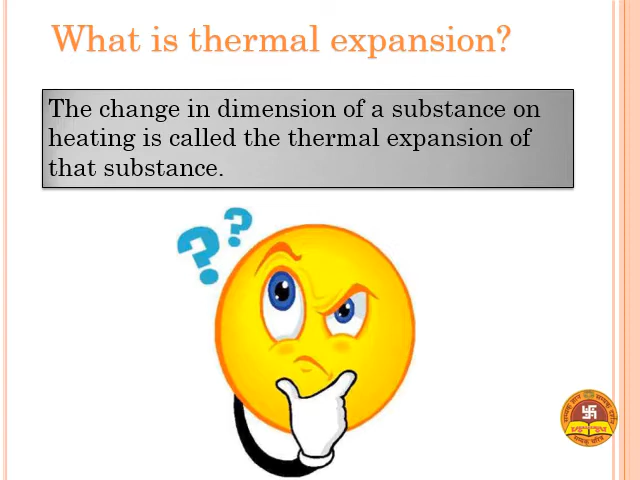 What is thermal expansion?
The change in dimension of a substance on
heating is called the thermal expansion of
that substance.
? ?